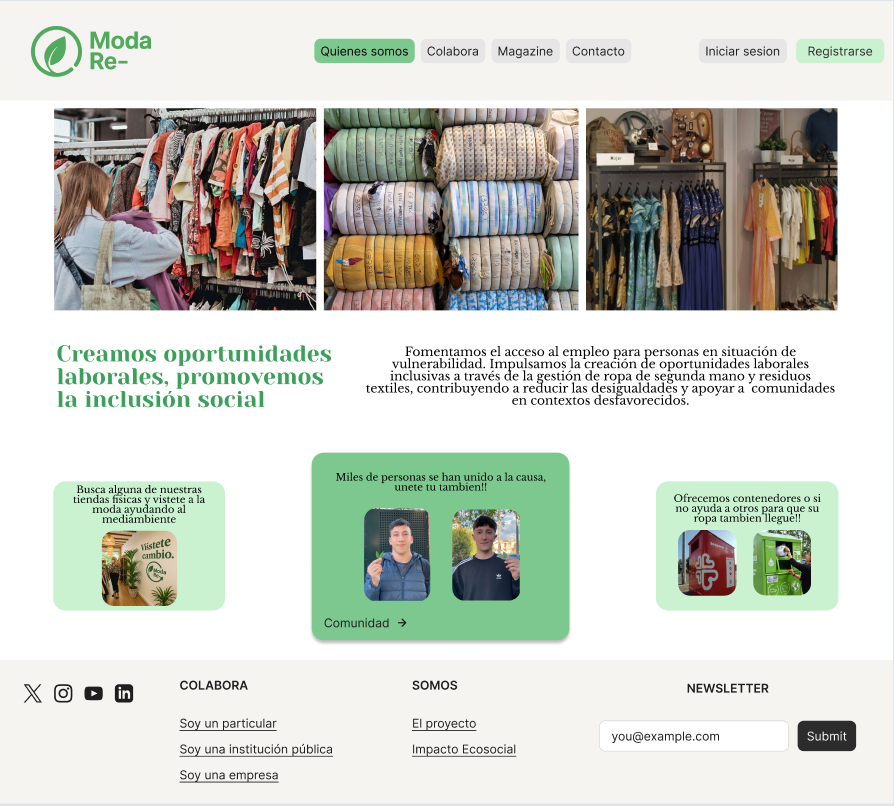 Moda
Re-
Quienes somos
Colabora
Magazine
Contacto
Iniciar sesion
Registrarse
Creamos oportunidades
laborales, promovemos
la inclusión social
Fomentamos el acceso al empleo para personas en situación de
vulnerabilidad. Impulsamos la creación de oportunidades laborales
inclusivas a través de la gestión de ropa de segunda mano y residuos
textiles, contribuyendo a reducir las desigualdades y apoyar a comunidades
en contextos desfavorecidos.
Busca alguna de nuestras
tiendas fisicas y vistete a la
moda ayudando al
mediambiente
Vístete
cambio.
Moda
Re-
Miles de personas se han unido a la causa,
unete tu tambien!!
Comunidad →
Ofrecemos contenedores o si
no ayuda a otros para que su
ropa tambien llegue!!
COLABORA
Soy un particular
Soy una institución pública
Soy una empresa
SOMOS
El proyecto
Impacto Ecosocial
NEWSLETTER
you@example.com
Submit